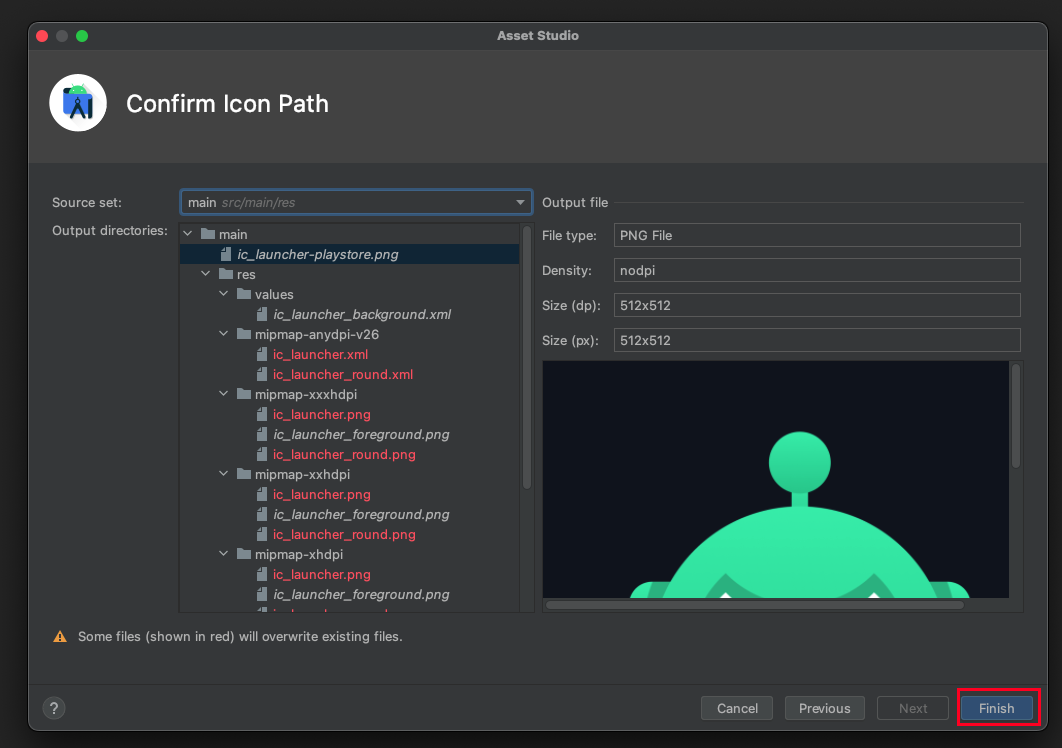 Asset Studio
Confirm Icon Path
Source set:
main src/main/res
Output directories:
main
ic_launcher-playstore.png
res
values
ic_launcher_background.xml
mipmap-anydpi-v26
ic_launcher.xml
ic_launcher_round.xml
mipmap-xxxhdpi
ic_launcher.png
ic_launcher_foreground.png
ic_launcher_round.png
mipmap-xxhdpi
ic_launcher.png
ic_launcher_foreground.png
ic_launcher_round.png
mipmap-xhdpi
ic_launcher.png
ic_launcher_foreground.png
Output file
File type: PNG File
Density: nodpi
Size (dp): 512x512
Size (px): 512x512
Some files (shown in red) will overwrite existing files.
?
Cancel Previous Next Finish